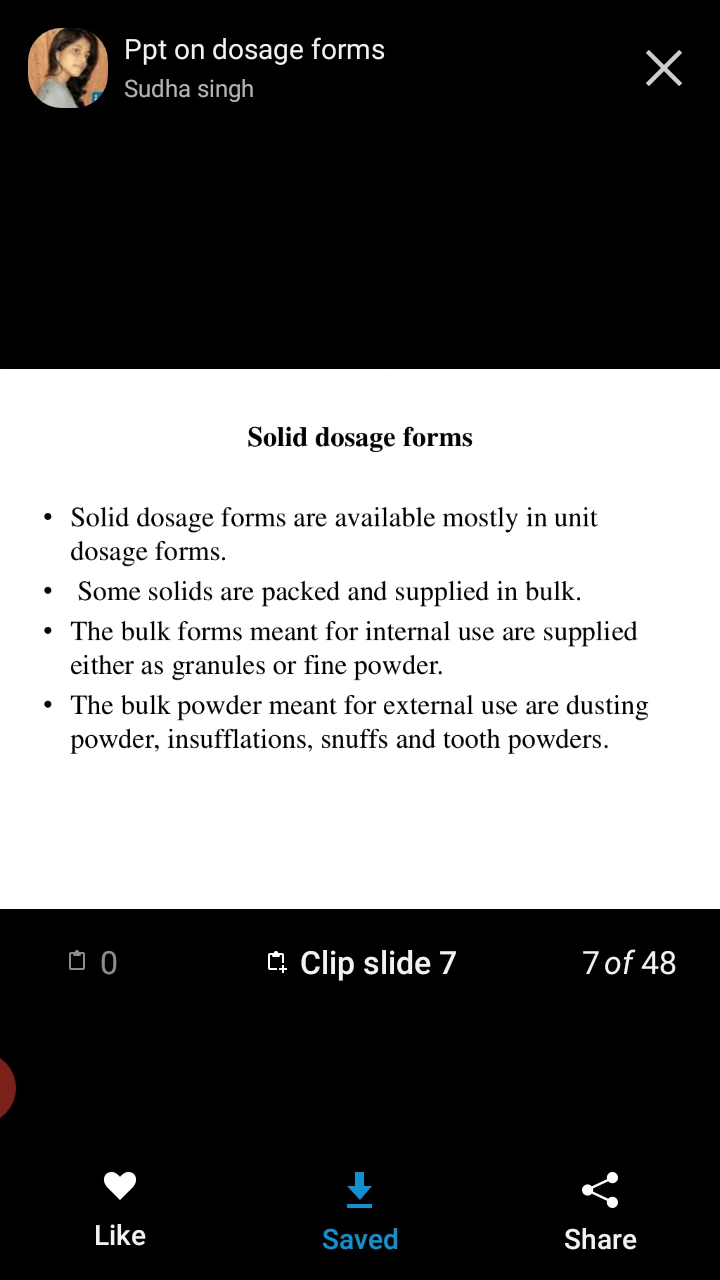 Ppt on dosage forms
Sudha singh
Solid dosage forms
• Solid dosage forms are available mostly in unit
dosage forms.
• Some solids are packed and supplied in bulk.
• The bulk forms meant for internal use are supplied
either as granules or fine powder.
• The bulk powder meant for external use are dusting
powder, insufflations, snuffs and tooth powders.
0 Clip slide 7 7 of 48
Like Saved Share